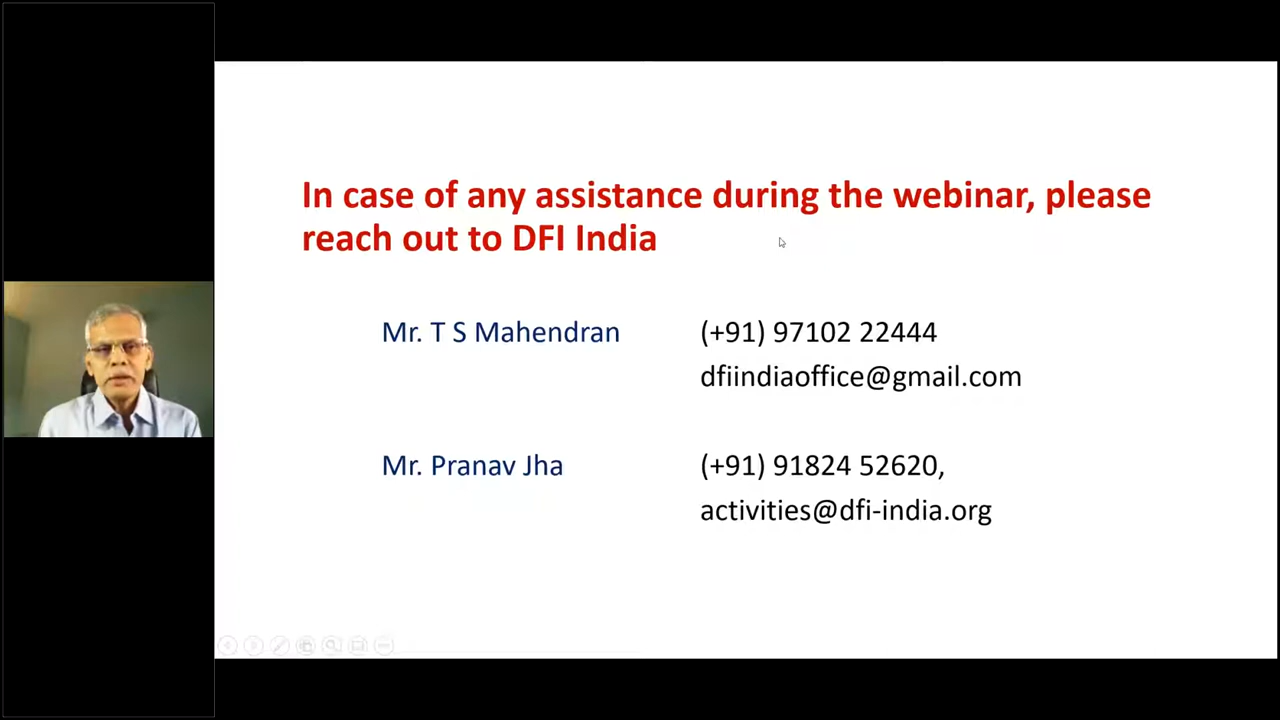 In case of any assistance during the webinar, please
reach out to DFI India
Mr. T S Mahendran
(+91) 97102 22444
dfiindiaoffice@gmail.com
Mr. Pranav Jha
(+91) 91824 52620,
activities@dfi-india.org